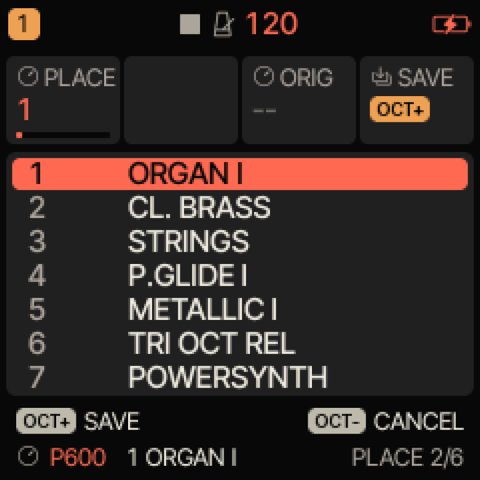 1 120
PLACE ORIG SAVE
1 -- OCT+
1 ORGAN I
2 CL. BRASS
3 STRINGS
4 P.GLIDE I
5 METALLIC I
6 TRI OCT REL
7 POWERSYNTH
OCT+ SAVE OCT- CANCEL
P600 1 ORGAN I PLACE 2/6